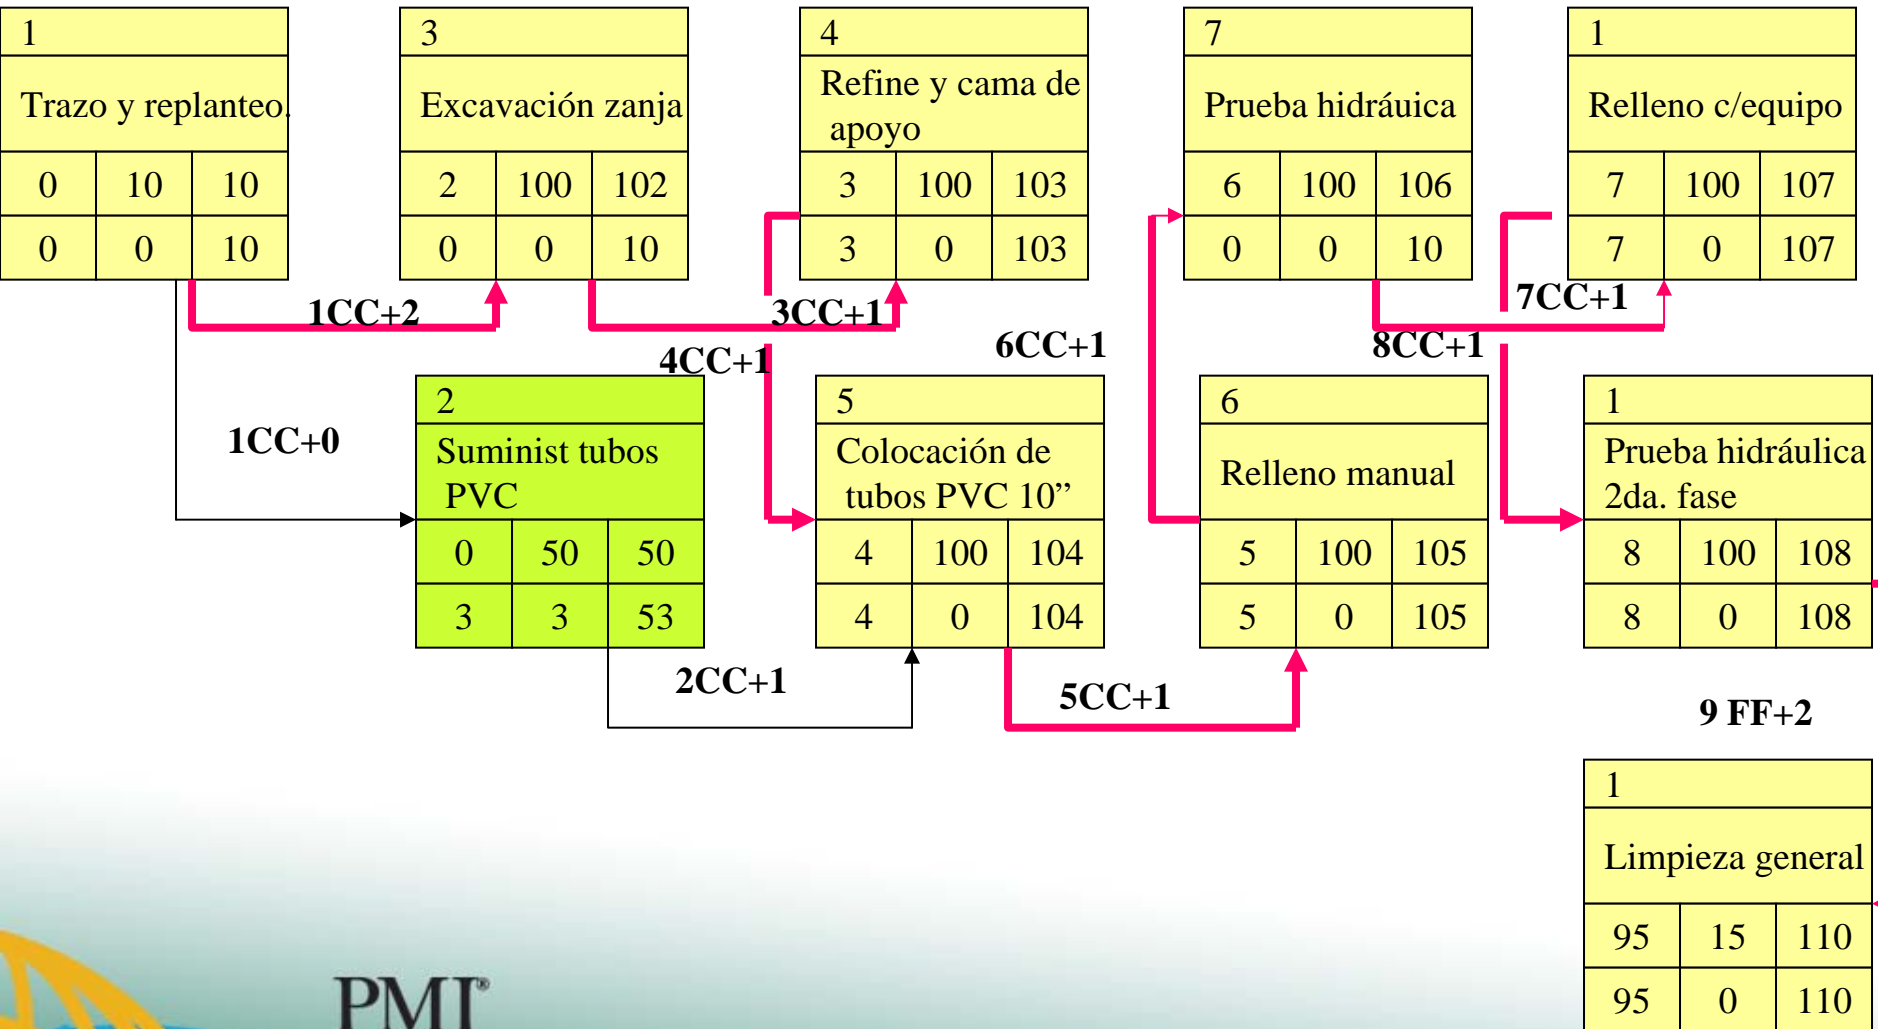 1
Trazo y replanteo.
0 10 10
0 0 10
3
Excavación zanja
2 100 102
0 0 10
4
Refine y cama de
apoyo
3 100 103
3 0 103
7
Prueba hidráuica
6 100 106
0 0 10
1
Relleno c/equipo
7 100 107
7 0 107
1CC+2
3CC+1
7CC+1
4CC+1
6CC+1
8CC+1
1CC+0
2
Suminist tubos
PVC
0 50 50
3 3 53
5
Colocación de
tubos PVC 10”
4 100 104
4 0 104
6
Relleno manual
5 100 105
5 0 105
1
Prueba hidráulica
2da. fase
8 100 108
8 0 108
2CC+1
5CC+1
9 FF+2
1
Limpieza general
95 15 110
95 0 110
PMI®